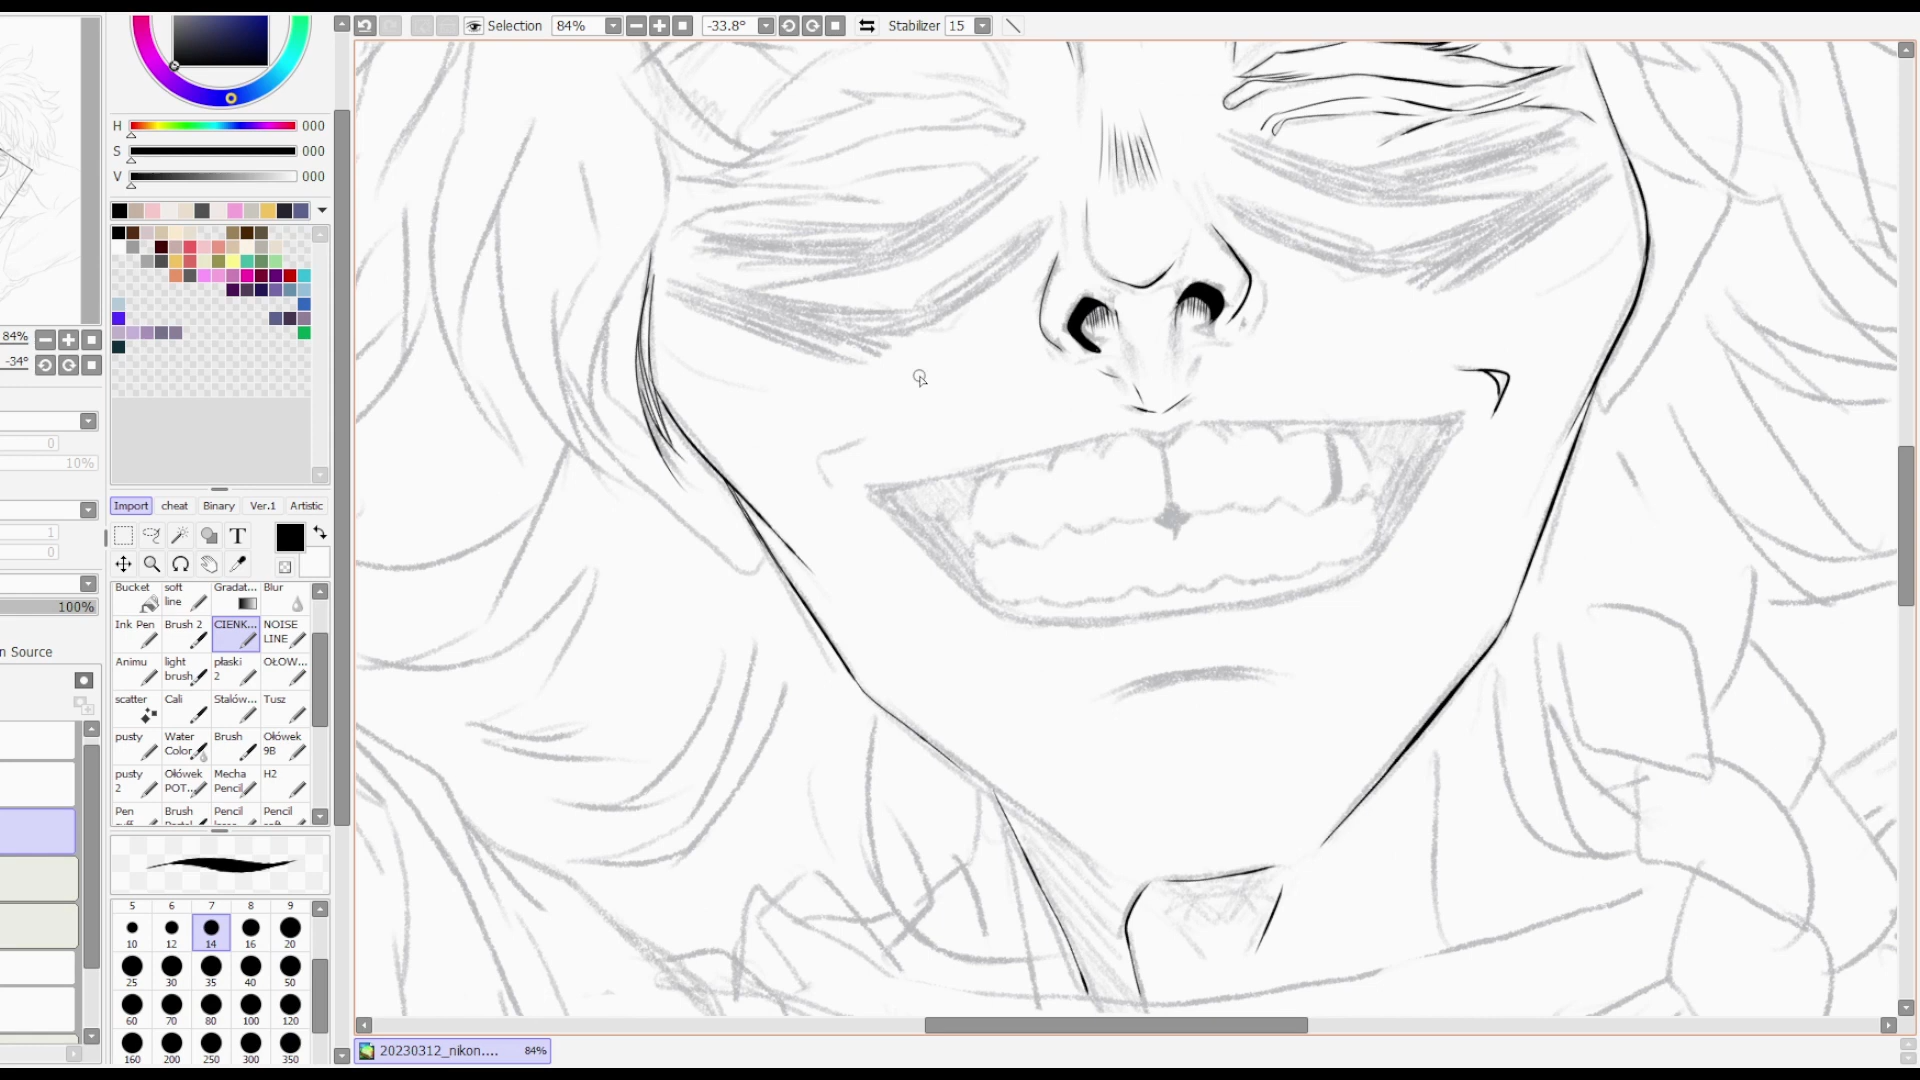 Selection 84% -33.8° Stabilizer 15
H 000
S 000
V 000
84%
-34°
0
10%
1
0
100%
n Source
Import cheat Binary Ver.1 Artistic
T
Bucket soft line Gradat... Blur
Ink Pen Brush 2 CIENK... NOISE LINE
Animu light brush płaski 2 OŁOW...
scatter Cali Stalów... Tusz
pusty Water Color Brush Ołówek 9B
pusty 2 Ołówek POT... Mecha Pencil H2
Pen Brush Pencil Pencil
5 6 7 8 9
10 12 14 16 20
25 30 35 40 50
60 70 80 100 120
160 200 250 300 350
20230312_nikon.... 84%